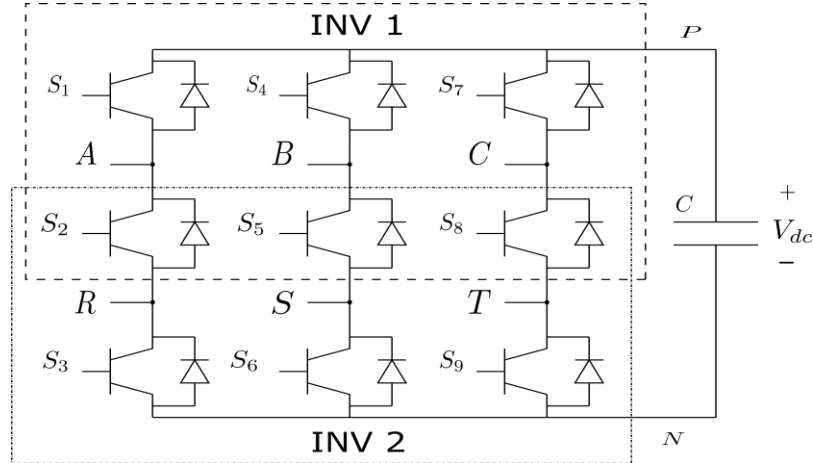 INV 1
P
S1 S4 S7
A B C
+
C
Vdc
S2 S5 S8
−
R S T
S3 S6 S9
INV 2
N